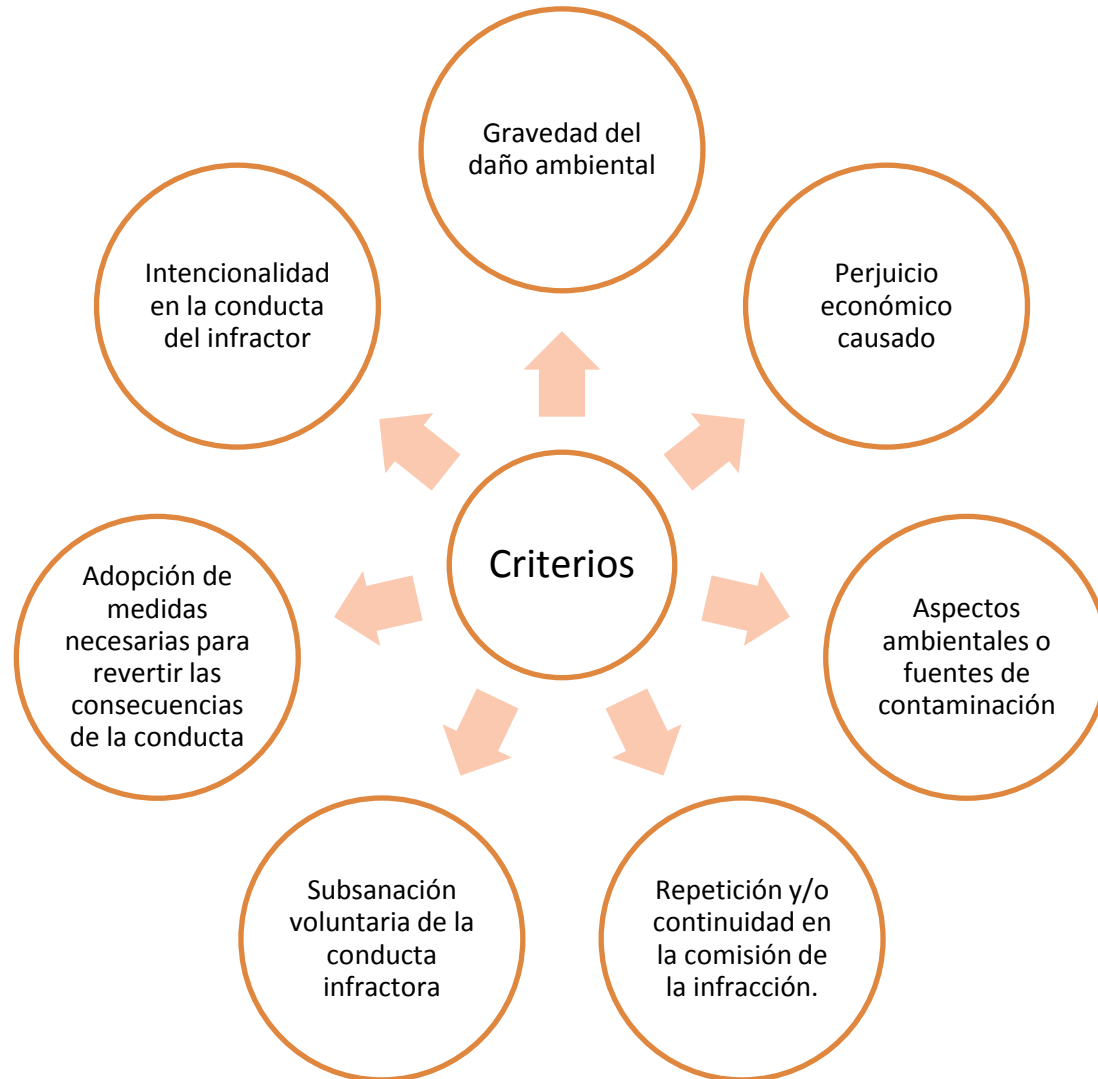 Gravedad del
daño ambiental
Perjuicio
económico
causado
Aspectos
ambientales o
fuentes de
contaminación
Repetición y/o
continuidad en
la comisión de
la infracción.
Subsanación
voluntaria de la
conducta
infractora
Adopción de
medidas
necesarias para
revertir las
consecuencias
de la conducta
Intencionalidad
en la conducta
del infractor
Criterios